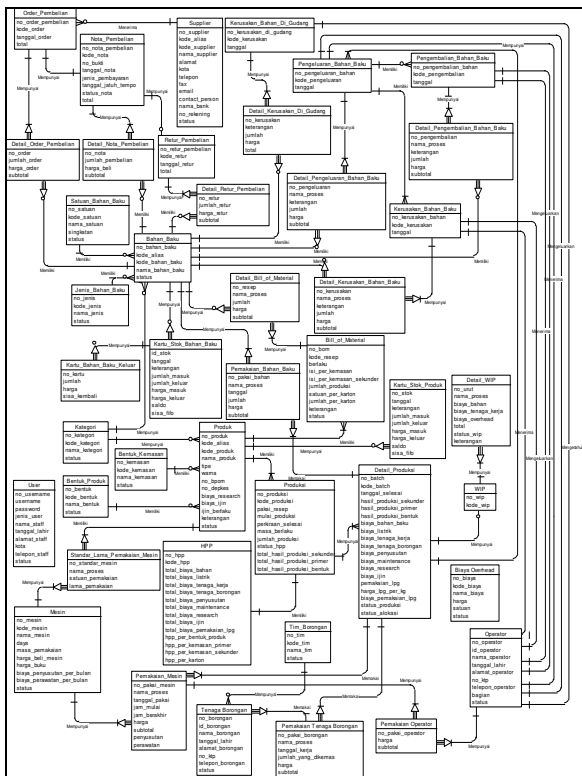 Order_Pembelian
no_order_pembelian
kode_order
tanggal_order
total
Nota_Pembelian
no_nota_pembelian
kode_nota
no_bukti
tanggal_nota
jenis_pembayaran
tanggal_jatuh_tempo
status_nota
total
Supplier
no_supplier
kode_alias
kode_supplier
nama_supplier
alamat
kota
telepon
fax
email
contact_person
nama_bank
no_rekening
status
Kerusakan_Bahan_Di_Gudang
no_kerusakan_di_gudang
kode_kerusakan
tanggal
Pengeluaran_Bahan_Baku
no_pengeluaran_bahan
kode_pengeluaran
tanggal
Pengembalian_Bahan_Baku
no_pengembalian_bahan
kode_pengembalian
tanggal
Detail_Kerusakan_Di_Gudang
no_kerusakan
keterangan
jumlah
harga
total
Detail_Pengembalian_Bahan_Baku
no_pengembalian
nama_proses
keterangan
jumlah
harga
subtotal
Detail_Order_Pembelian
no_order
jumlah_order
harga_order
subtotal
Detail_Nota_Pembelian
no_nota
jumlah_pembelian
harga_beli
subtotal
Retur_Pembelian
no_retur_pembelian
kode_retur
tanggal_retur
total
Detail_Retur_Pembelian
no_retur
jumlah_retur
harga_retur
subtotal
Detail_Pengeluaran_Bahan_Baku
no_pengeluaran
nama_proses
keterangan
jumlah
harga
subtotal
Satuan_Bahan_Baku
no_satuan
kode_satuan
nama_satuan
singkatan
status
Kerusakan_Bahan_Baku
no_kerusakan_bahan
kode_kerusakan
tanggal
Bahan_Baku
no_bahan_baku
kode_alias
kode_bahan_baku
nama_bahan_baku
status
Jenis_Bahan_Baku
no_jenis
kode_jenis
nama_jenis
status
Detail_Bill_of_Material
no_resep
nama_proses
jumlah
harga
subtotal
Detail_Kerusakan_Bahan_Baku
no_kerusakan
nama_proses
keterangan
jumlah
harga
subtotal
Kartu_Bahan_Baku_Keluar
no_kartu
jumlah
harga
sisa_kembali
Kartu_Stok_Bahan_Baku
id_stok
tanggal
keterangan
jumlah_masuk
jumlah_keluar
harga_masuk
harga_keluar
saldo
sisa_fifo
Pemakaian_Bahan_Baku
no_pakai_bahan
nama_proses
tanggal
jumlah
harga
subtotal
Bill_of_Material
no_bom
kode_resep
berlaku
isi_per_kemasan
isi_per_kemasan_sekunder
jumlah_produksi
satuan_per_karton
jumlah_per_karton
keterangan
status
Kartu_Stok_Produk
no_stok
tanggal
keterangan
jumlah_masuk
jumlah_keluar
harga_masuk
harga_keluar
saldo
sisa_fifo
Detail_WIP
no_urut
nama_proses
biaya_bahan
biaya_tenaga_kerja
biaya_overhead
total
status_wip
keterangan
Kategori
no_kategori
kode_kategori
nama_kategori
status
Bentuk_Kemasan
no_kemasan
kode_kemasan
nama_kemasan
status
Produk
no_produk
kode_alias
kode_produk
nama_produk
tipe
nama
no_bpom
no_depkes
biaya_research
biaya_ijin
ijin_berlaku
keterangan
status
User
no_username
username
password
jenis_user
nama_staff
tanggal_lahir
alamat_staff
kota
telepon_staff
status
Bentuk_Produk
no_bentuk
kode_bentuk
nama_bentuk
status
Produksi
no_produksi
kode_produksi
pakei_resep
mulai_produksi
perkiraan_selesai
masa_berlaku
jumlah_produksi
status_hpp
total_hasil_produksi_sekunder
total_hasil_produksi_primer
total_hasil_produksi_bentuk
Detail_Produksi
no_batch
kode_batch
tanggal_selesai
hasil_produksi_sekunder
hasil_produksi_primer
hasil_produksi_bentuk
biaya_bahan_baku
biaya_listrik
biaya_tenaga_kerja
biaya_tenaga_borongan
biaya_penyusutan
biaya_maintenance
biaya_research
biaya_ijin
pemakaian_lpg
harga_lpg_per_kg
biaya_pemakaian_lpg
status_produksi
status_alokasi
WIP
no_wip
kode_wip
Standar_Lama_Pemakaian_Mesin
no_standar_mesin
nama_proses
satuan_pemakaian
lama_pemakaian
HPP
no_hpp
kode_hpp
total_biaya_bahan
total_biaya_listrik
total_biaya_tenaga_kerja
total_biaya_tenaga_borongan
total_biaya_penyusutan
total_biaya_maintenance
total_biaya_research
total_biaya_ijin
total_biaya_pemakaian_lpg
hpp_per_bentuk_produk
hpp_per_kemasan_primer
hpp_per_kemasan_sekunder
hpp_per_karton
Biaya Overhead
no_biaya
kode_biaya
nama_biaya
harga
satuan
status
Mesin
no_mesin
kode_mesin
nama_mesin
daya
masa_pemakaian
harga_beli_mesin
harga_buku
biaya_penyusutan_per_bulan
biaya_perawatan_per_bulan
status
Tim_Borongan
no_tim
kode_tim
nama_tim
status
Operator
no_operator
id_operator
nama_operator
tanggal_lahir
alamat_operator
no_ktp
telepon_operator
bagian
status
Pemakaian_Mesin
no_pakai_mesin
nama_proses
tanggal_pakai
jam_mulai
jam_berakhir
harga
subtotal
penyusutan
perawatan
Tenaga Borongan
no_borongan
id_borongan
nama_borongan
tanggal_lahir
alamat_borongan
no_ktp
telepon_borongan
status
Pemakaian Tenaga Borongan
no_pakai_borongan
nama_proses
tanggal_kerja
jumlah_yang_dikemas
harga
subtotal
Pemakaian Operator
no_pakai_operator
harga
subtotal